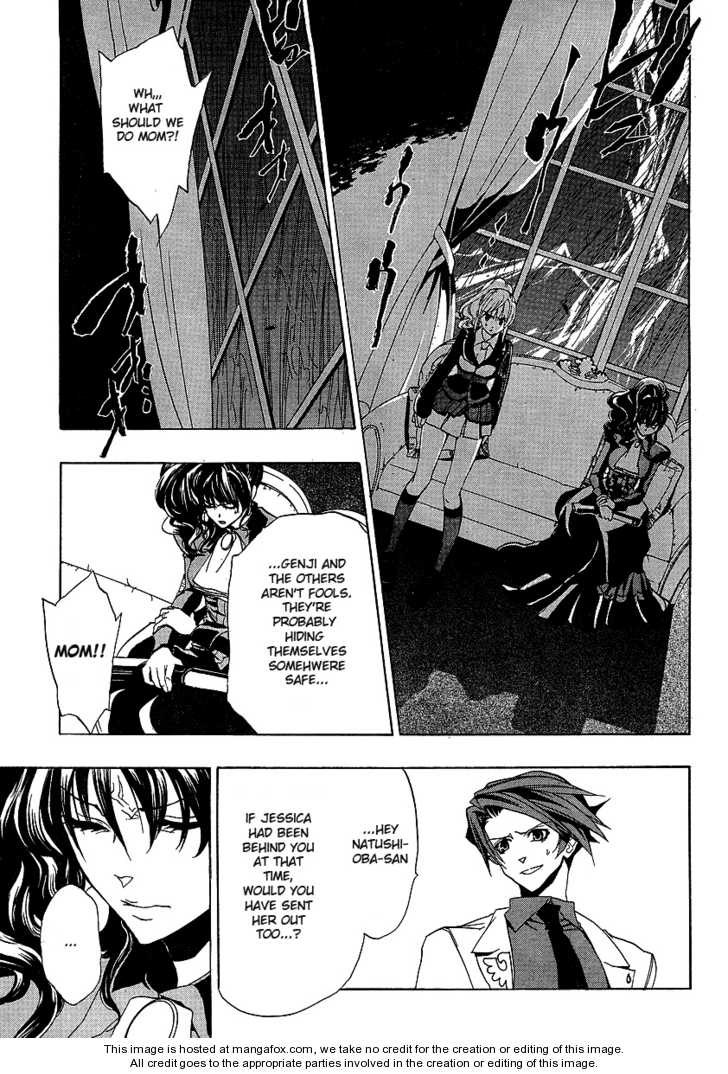 WH,,,
WHAT
SHOULD WE
DO MOM?!
...GENJI AND
THE OTHERS
AREN'T FOOLS.
THEY'RE
PROBABLY
HIDING
THEMSELVES
SOMEHWERE
SAFE...
MOM!!
...HEY
NATUSHI-
OBA-SAN
IF JESSICA
HAD BEEN
BEHIND YOU
AT THAT
TIME,
WOULD YOU
HAVE SENT
HER OUT
TOO...?
...
This image is hosted at mangafox.com, we take no credit for the creation or editing of this image.
All credit goes to the appropriate parties involved in the creation or editing of this image.